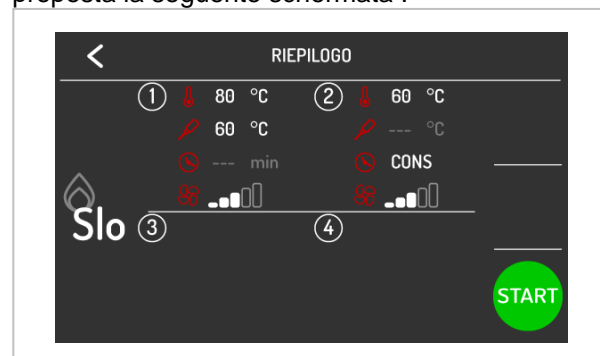 proposta la seguente schermata :
RIEPILOGO
1 80 °C 2 60 °C
60 °C --- °C
--- min CONS
Slo 3 4
START